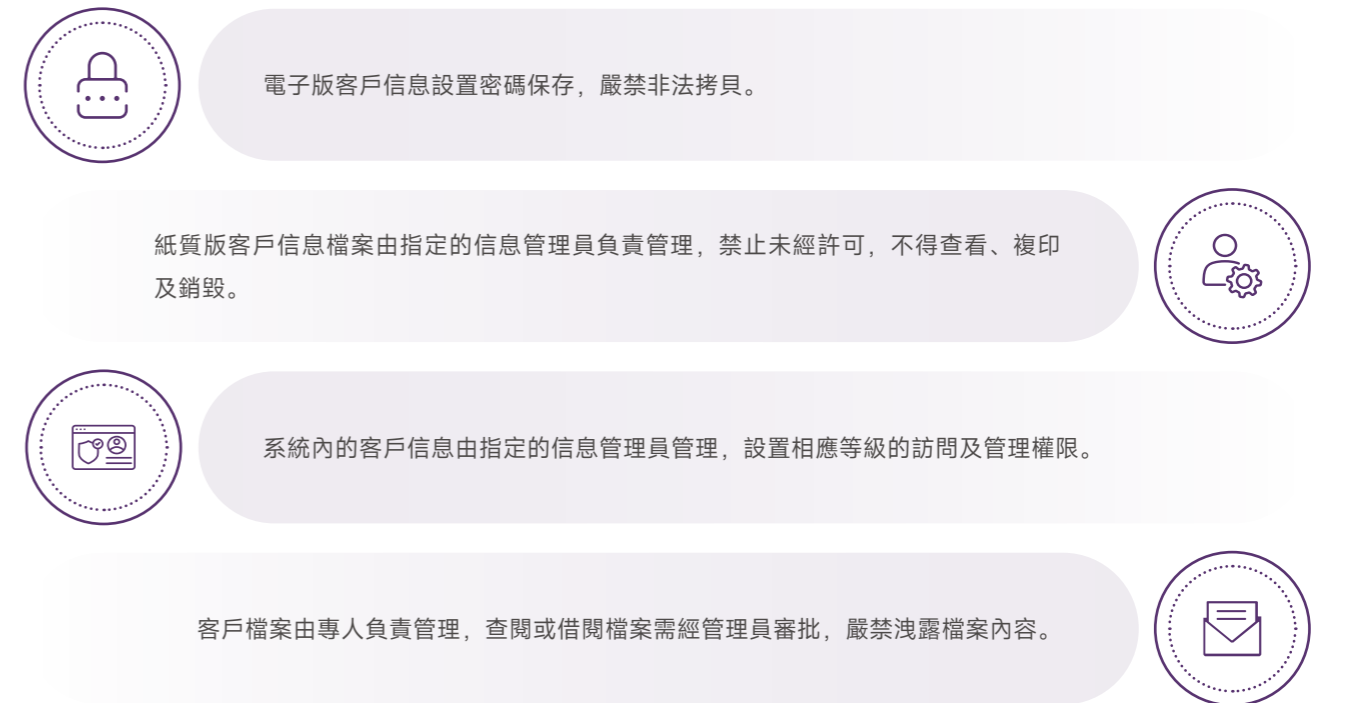 電子版客戶信息設置密碼保存，嚴禁非法拷貝。
紙質版客戶信息檔案由指定的信息管理員負責管理，禁止未經許可，不得查看、複印
及銷毀。
系統內的客戶信息由指定的信息管理員管理，設置相應等級的訪問及管理權限。
客戶檔案由專人負責管理，查閱或借閱檔案需經管理員審批，嚴禁洩露檔案內容。